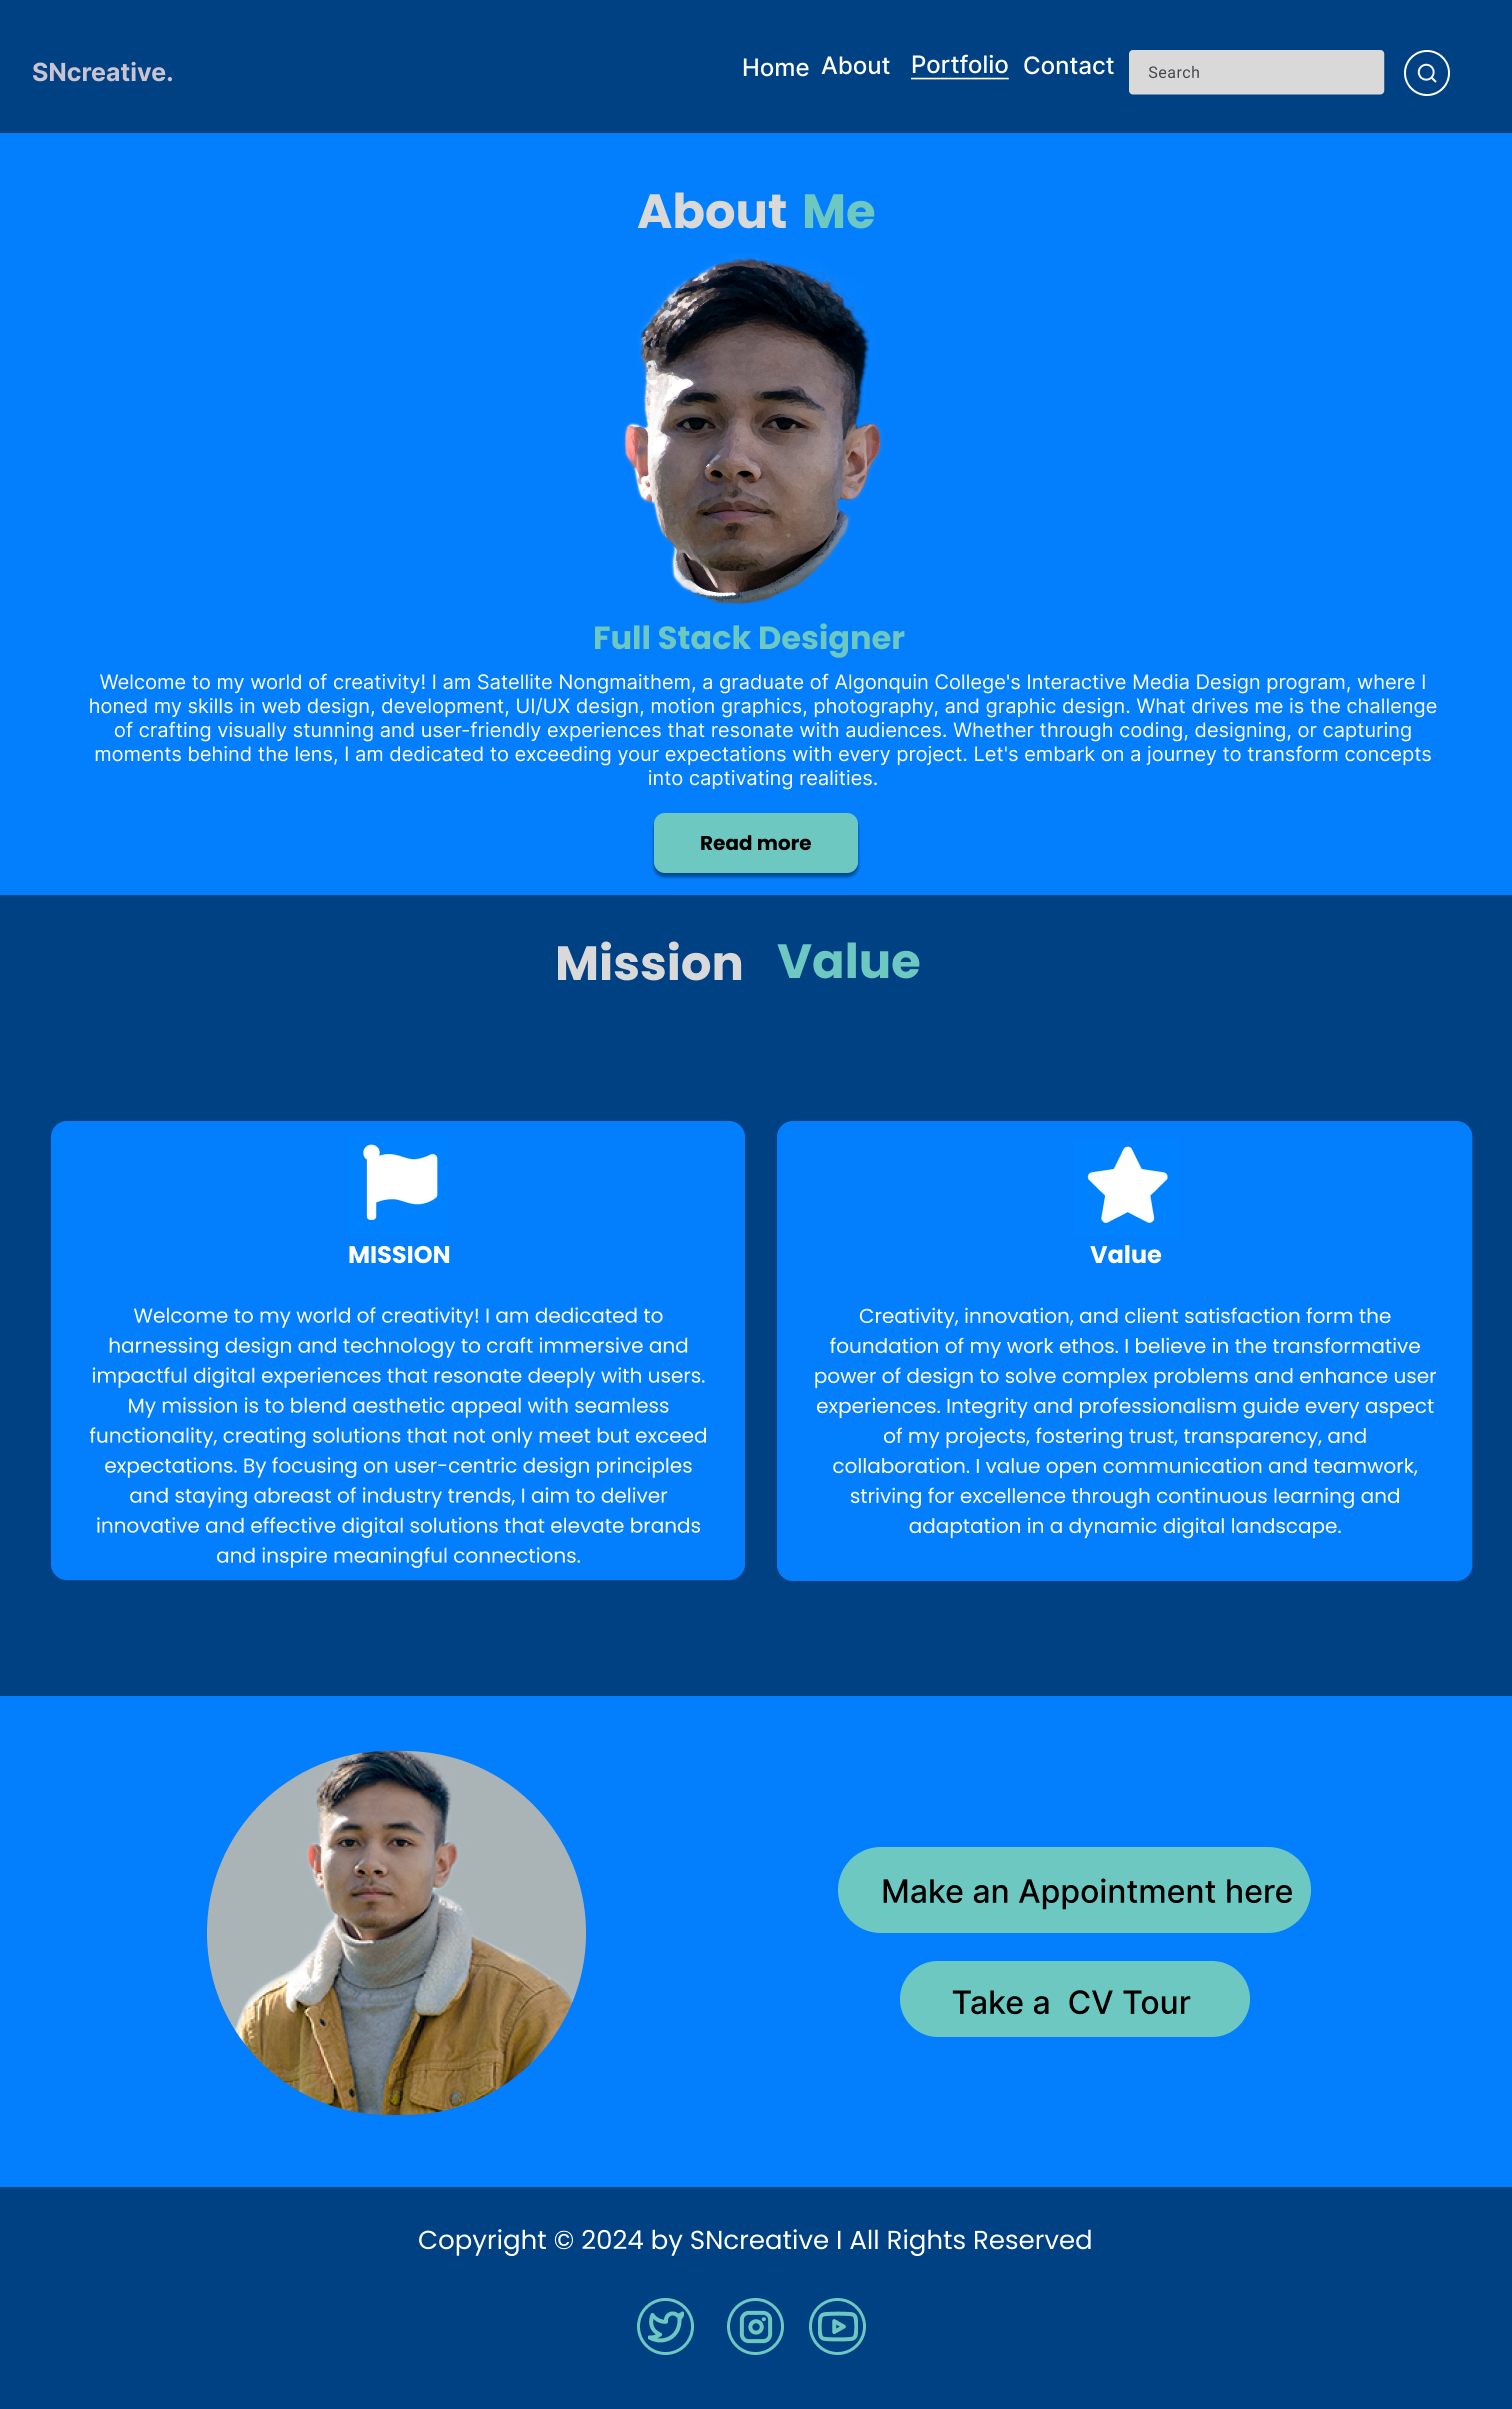 SNcreative.
Home About Portfolio Contact Search
About Me
Full Stack Designer
Welcome to my world of creativity! I am Satellite Nongmaithem, a graduate of Algonquin College's Interactive Media Design program, where I
honed my skills in web design, development, UI/UX design, motion graphics, photography, and graphic design. What drives me is the challenge
of crafting visually stunning and user-friendly experiences that resonate with audiences. Whether through coding, designing, or capturing
moments behind the lens, I am dedicated to exceeding your expectations with every project. Let's embark on a journey to transform concepts
into captivating realities.
Read more
Mission Value
MISSION
Welcome to my world of creativity! I am dedicated to
harnessing design and technology to craft immersive and
impactful digital experiences that resonate deeply with users.
My mission is to blend aesthetic appeal with seamless
functionality, creating solutions that not only meet but exceed
expectations. By focusing on user-centric design principles
and staying abreast of industry trends, I aim to deliver
innovative and effective digital solutions that elevate brands
and inspire meaningful connections.
Value
Creativity, innovation, and client satisfaction form the
foundation of my work ethos. I believe in the transformative
power of design to solve complex problems and enhance user
experiences. Integrity and professionalism guide every aspect
of my projects, fostering trust, transparency, and
collaboration. I value open communication and teamwork,
striving for excellence through continuous learning and
adaptation in a dynamic digital landscape.
Make an Appointment here
Take a CV Tour
Copyright © 2024 by SNcreative I All Rights Reserved